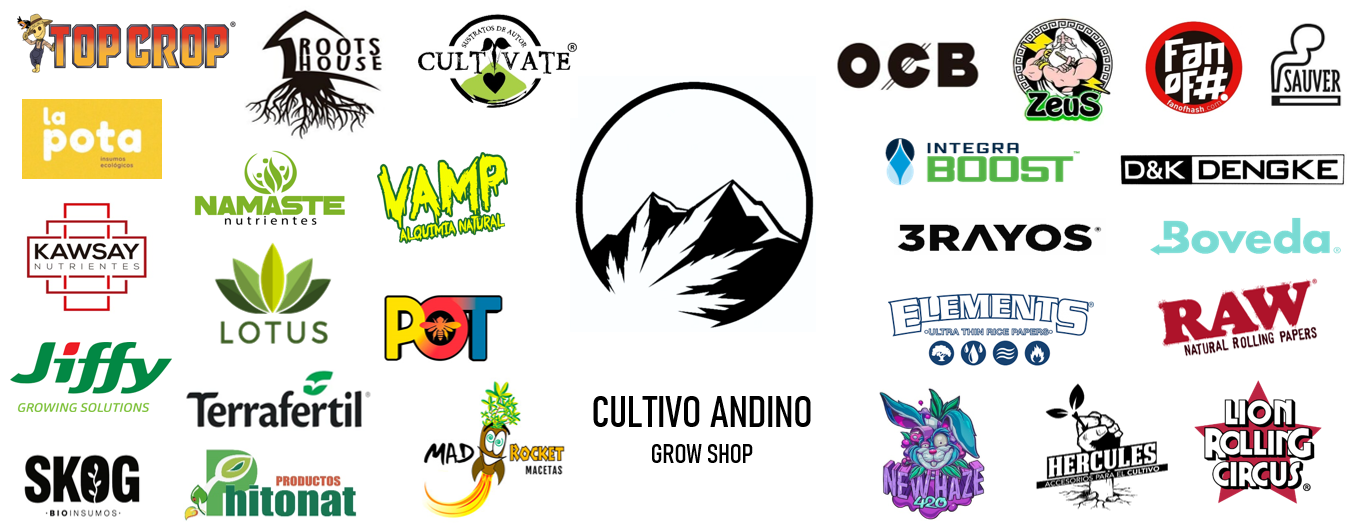 TOP CROP®
ROOTS
HOUSE
SUSTRATOS DE AUTOR
CULTIVATE®
la
pota
insumos
ecológicos
NAMASTE
nutrientes
VAMP
ALQUIMIA NATURAL
KAWSAY
NUTRIENTES
LOTUS
POT
Jiffy
GROWING SOLUTIONS
Terrafertil®
MAD ROCKET
MACETAS
SKOG
·BIOINSUMOS·
PRODUCTOS
Phitonat
CULTIVO ANDINO
GROW SHOP
OCB
ZEUS
Fan
of#.
fanofhash.com
SAUVER
INTEGRA
BOOST™
D&K DENGKE
3RAYOS®
Boveda®
ELEMENTS®
·ULTRA THIN RICE PAPERS·
RAW®
NATURAL ROLLING PAPERS
NEW HAZE
420
HERCULES
ACCESORIOS PARA EL CULTIVO
LION
ROLLING
CIRCUS®